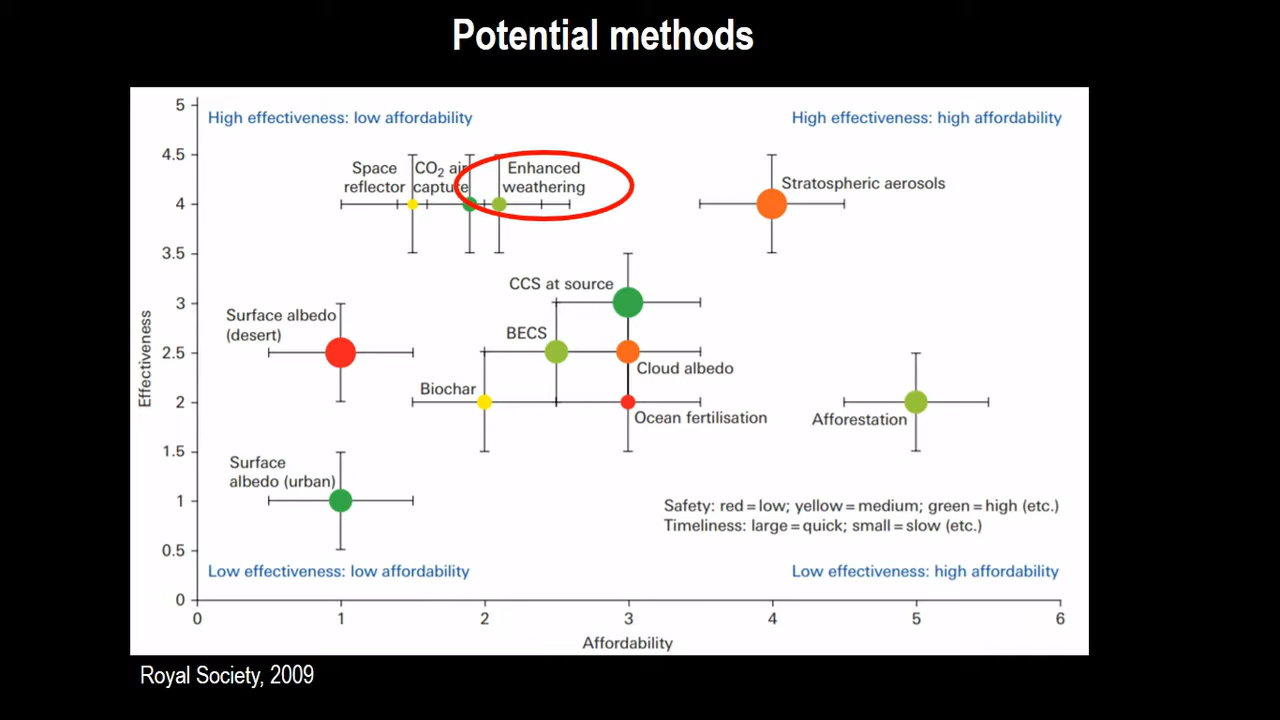 Potential methods
5
High effectiveness: low affordability
High effectiveness: high affordability
4.5
Space
reflector
CO2 air
capture
Enhanced
weathering
Stratospheric aerosols
4
3.5
CCS at source
3
Surface albedo
(desert)
BECS
2.5
Cloud albedo
Biochar
2
Ocean fertilisation
Afforestation
1.5
Surface
albedo (urban)
1
Safety: red = low; yellow = medium; green = high (etc.)
Timeliness: large = quick; small = slow (etc.)
0.5
Low effectiveness: low affordability
Low effectiveness: high affordability
0
Effectiveness
0 1 2 3 4 5 6
Affordability
Royal Society, 2009